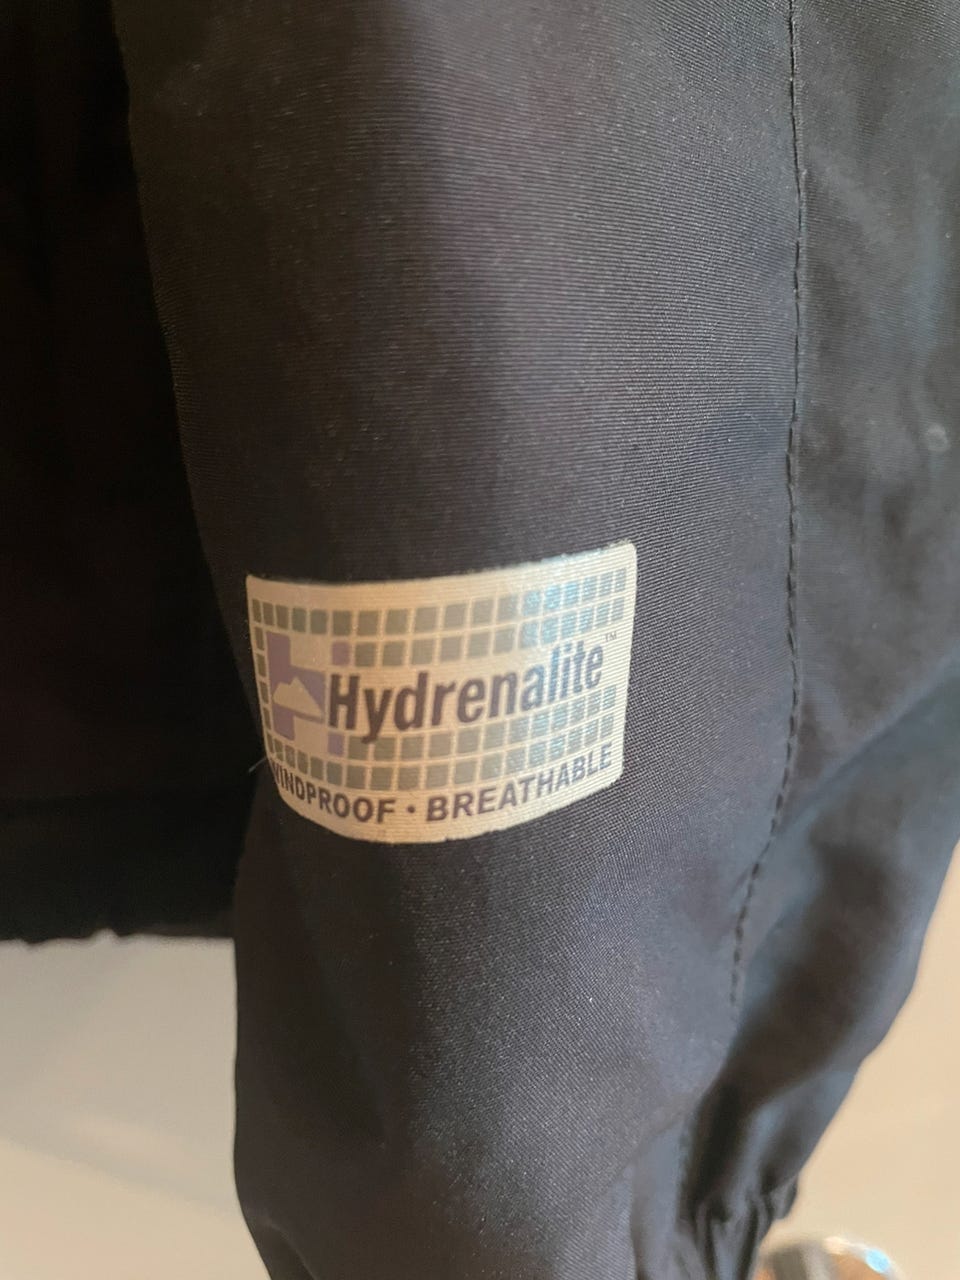 Hydrenalite™
WINDPROOF · BREATHABLE